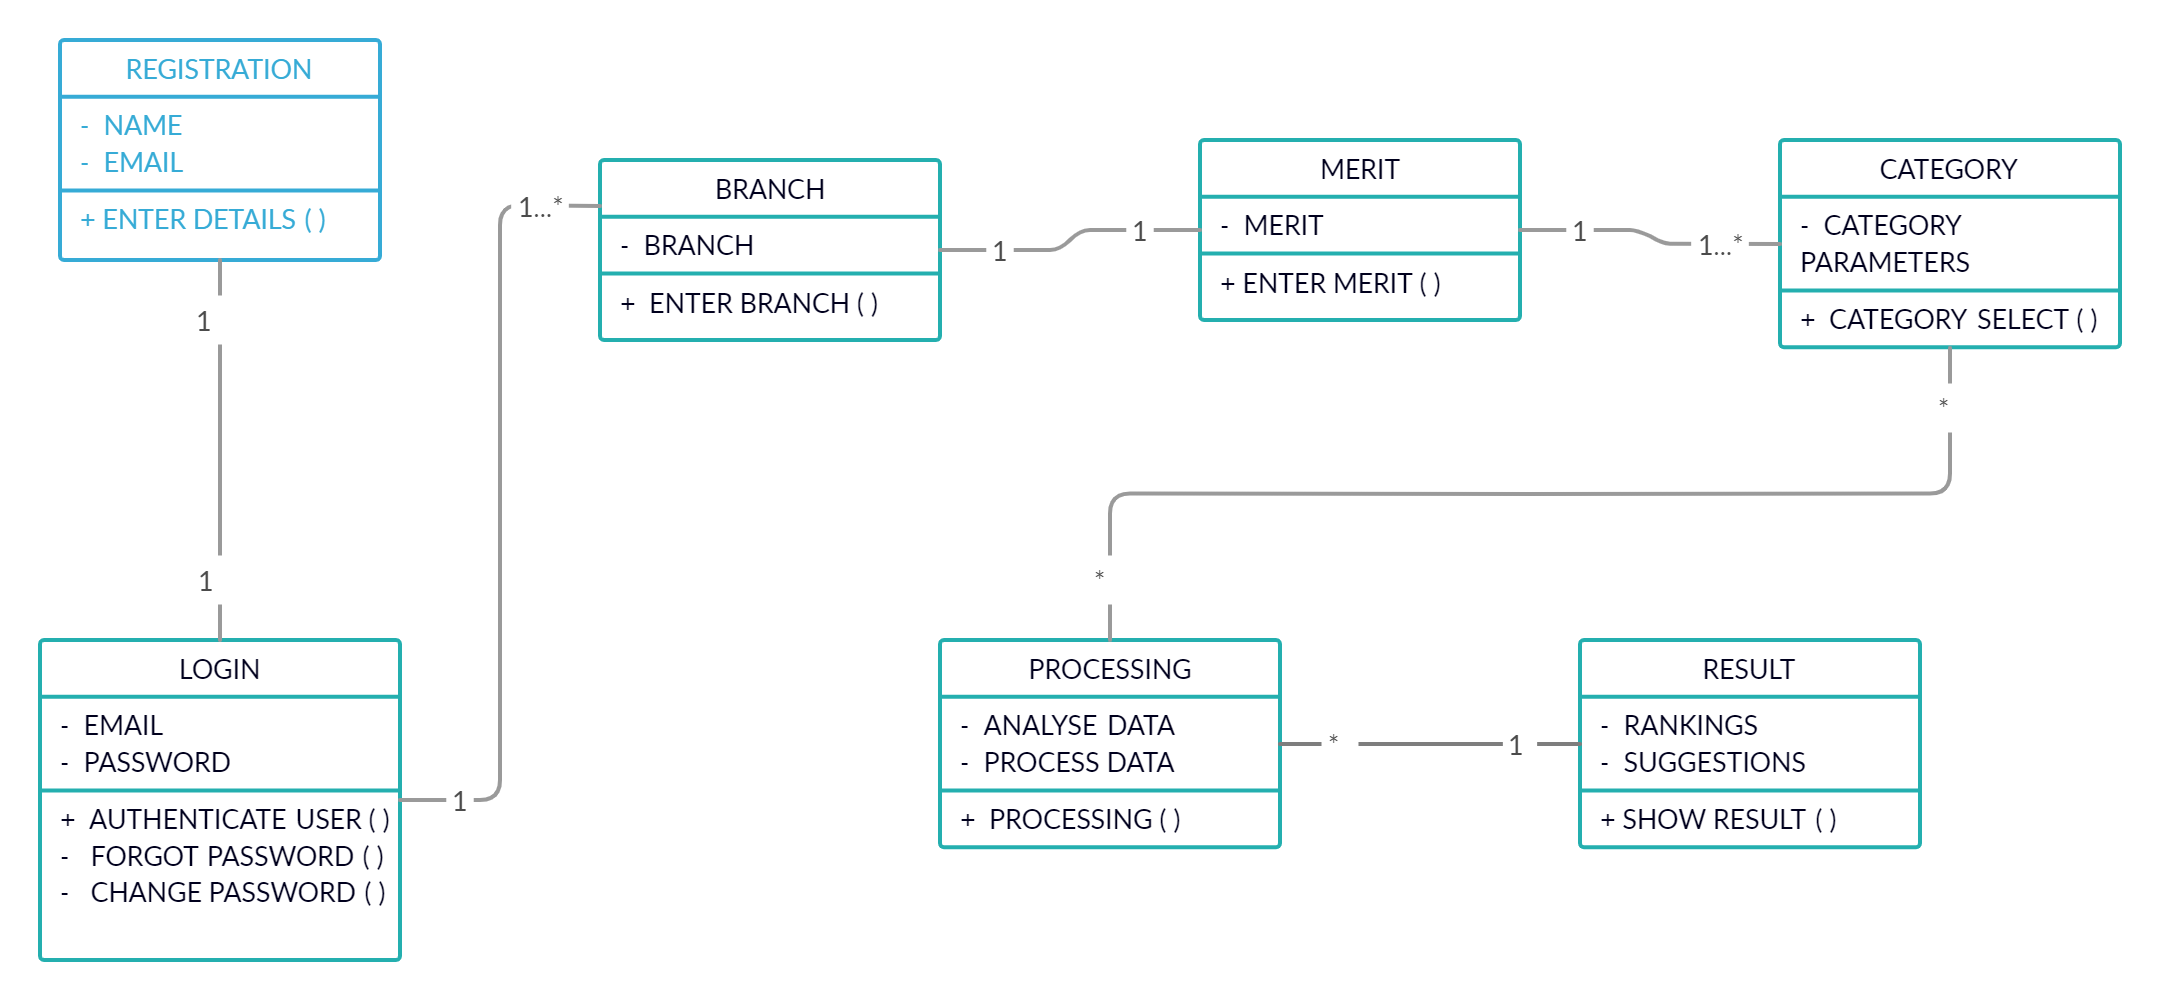 REGISTRATION
- NAME
- EMAIL
+ ENTER DETAILS ( )
1
1
LOGIN
- EMAIL
- PASSWORD
+ AUTHENTICATE USER ( )
- FORGOT PASSWORD ( )
- CHANGE PASSWORD ( )
1
1...*
BRANCH
- BRANCH
+ ENTER BRANCH ( )
1
1
MERIT
- MERIT
+ ENTER MERIT ( )
1
1...*
CATEGORY
- CATEGORY
PARAMETERS
+ CATEGORY SELECT ( )
*
*
PROCESSING
- ANALYSE DATA
- PROCESS DATA
+ PROCESSING ( )
*
1
RESULT
- RANKINGS
- SUGGESTIONS
+ SHOW RESULT ( )